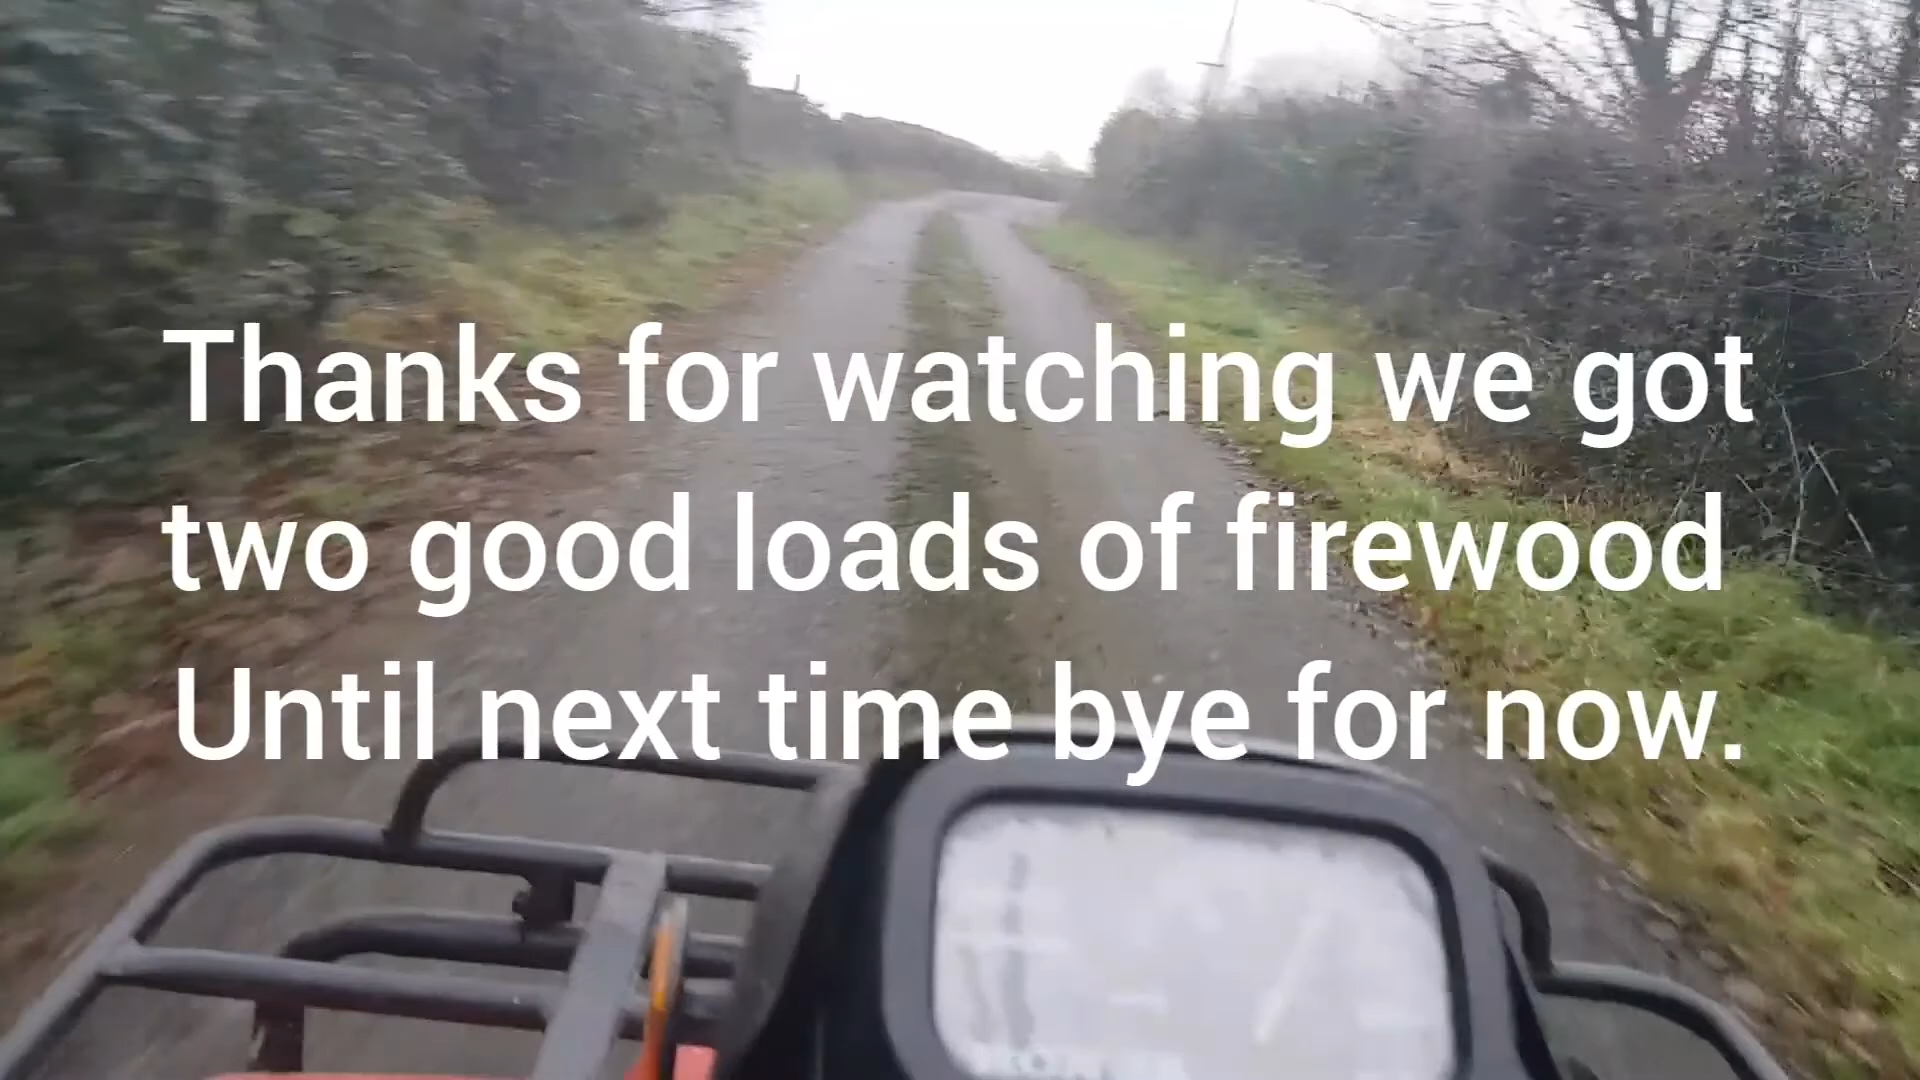 Thanks for watching we got
two good loads of firewood
Until next time bye for now.